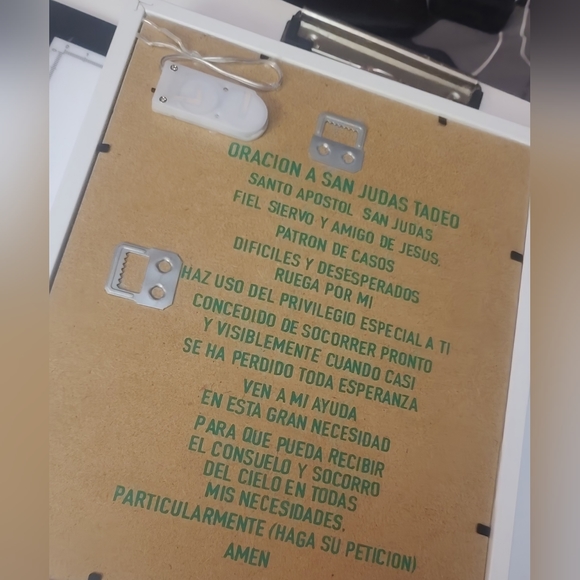 ORACION A SAN JUDAS TADEO
SANTO APOSTOL SAN JUDAS
FIEL SIERVO Y AMIGO DE JESUS.
PATRON DE CASOS
DIFICILES Y DESESPERADOS
RUEGA POR MI
HAZ USO DEL PRIVILEGIO ESPECIAL A TI
CONCEDIDO DE SOCORRER PRONTO
Y VISIBLEMENTE CUANDO CASI
SE HA PERDIDO TODA ESPERANZA
VEN A MI AYUDA
EN ESTA GRAN NECESIDAD
PARA QUE PUEDA RECIBIR
EL CONSUELO Y SOCORRO
DEL CIELO EN TODAS
MIS NECESIDADES.
PARTICULARMENTE (HAGA SU PETICION)
AMEN